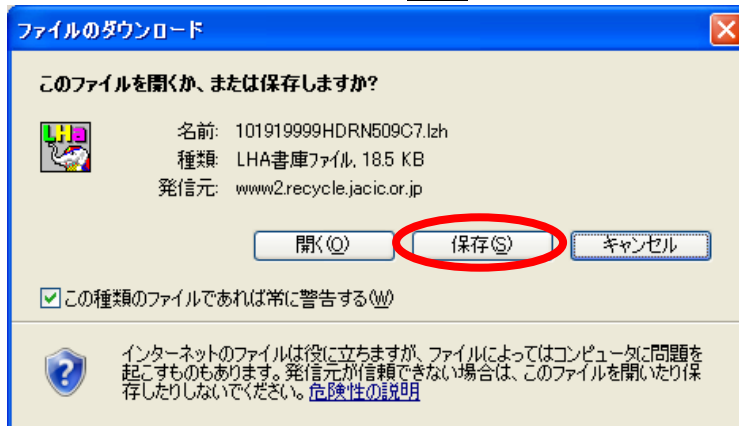 ファイルのダウンロード
このファイルを開くか、または保存しますか?
LHa
名前: 101919999HDRN509C7.lzh
種類: LHA書庫ファイル, 18.5 KB
発信元: www2.recycle.jacic.or.jp
開く(O) 保存(S) キャンセル
この種類のファイルであれば常に警告する(W)
インターネットのファイルは役に立ちますが、ファイルによってはコンピュータに問題を
起こすものもあります。発信元が信頼できない場合は、このファイルを開いたり保
存したりしないでください。危険性の説明